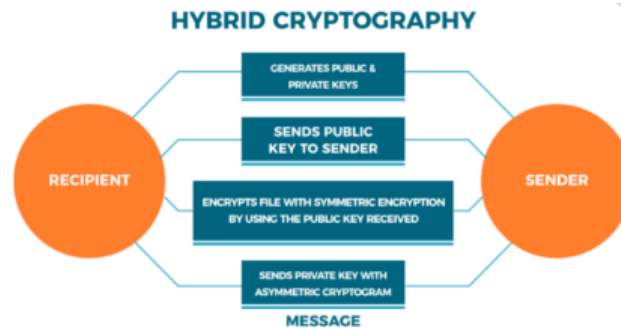 HYBRID CRYPTOGRAPHY
GENERATES PUBLIC &
PRIVATE KEYS
SENDS PUBLIC
KEY TO SENDER
RECIPIENT
SENDER
ENCRYPTS FILE WITH SYMMETRIC ENCRYPTION
BY USING THE PUBLIC KEY RECEIVED
SENDS PRIVATE KEY WITH
ASYMMETRIC CRYPTOGRAM
MESSAGE